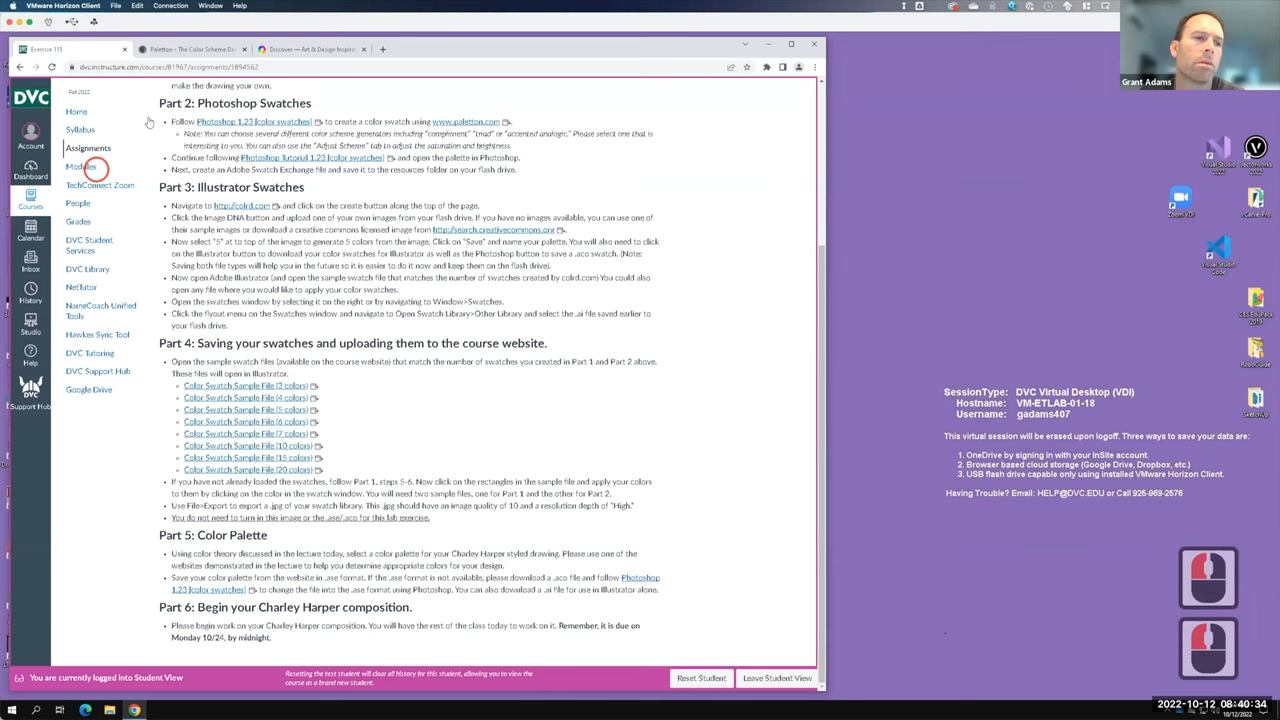 VMware Horizon Client File Edit Connection Window Help
Exercise 115
Paletton - The Color Scheme De
Discover — Art & Design Inspir
dvc.instructure.com/courses/81967/assignments/1894562
DVC
Account
Dashboard
Courses
Calendar
Inbox
History
Studio
Help
Support Hub
Fall 2022
Home
Syllabus
Assignments
Modules
TechConnect Zoom
People
Grades
DVC Student
Services
DVC Library
NetTutor
NameCoach Unified
Tools
Hawkes Sync Tool
DVC Tutoring
DVC Support Hub
Google Drive
make the drawing your own.
Part 2: Photoshop Swatches
Follow Photoshop 1.23 [color swatches] to create a color swatch using www.paletton.com.
Note: You can choose several different color scheme generators including "compliment" "triad" or "accented analogic." Please select one that is
interesting to you. You can also use the "Adjust Scheme" tab to adjust the saturation and brightness.
Continue following Photoshop Tutorial 1.23 [color swatches] and open the palette in Photoshop.
Next, create an Adobe Swatch Exchange file and save it to the resources folder on your flash drive.
Part 3: Illustrator Swatches
Navigate to http://colrd.com and click on the create button along the top of the page.
Click the Image DNA button and upload one of your own images from your flash drive. If you have no images available, you can use one of
their sample images or download a creative commons licensed image from http://search.creativecommons.org.
Now select "5" at to top of the image to generate 5 colors from the image. Click on "Save" and name your palette. You will also need to click
on the Illustrator button to download your color swatches for Illustrator as well as the Photoshop button to save a .aco swatch. (Note:
Saving both file types will help you in the future so it is easier to do it now and keep them on the flash drive).
Now open Adobe Illustrator (and open the sample swatch file that matches the number of swatches created by colrd.com) You could also
open any file where you would like to apply your color swatches.
Open the swatches window by selecting it on the right or by navigating to Window>Swatches.
Click the flyout menu on the Swatches window and navigate to Open Swatch Library>Other Library and select the .ai file saved earlier to
your flash drive.
Part 4: Saving your swatches and uploading them to the course website.
Open the sample swatch files (available on the course website) that match the number of swatches you created in Part 1 and Part 2 above.
These files will open in Illustrator.
Color Swatch Sample File [3 colors]
Color Swatch Sample File [4 colors]
Color Swatch Sample File [5 colors]
Color Swatch Sample File [6 colors]
Color Swatch Sample File [7 colors]
Color Swatch Sample File [10 colors]
Color Swatch Sample File [15 colors]
Color Swatch Sample File [20 colors]
If you have not already loaded the swatches, follow Part 1, steps 5-6. Now click on the rectangles in the sample file and apply your colors
to them by clicking on the color in the swatch window. You will need two sample files, one for Part 1 and the other for Part 2.
Use File>Export to export a .jpg of your swatch library. This .jpg should have an image quality of 10 and a resolution depth of "High."
You do not need to turn in this image or the .ase/.aco for this lab exercise.
Part 5: Color Palette
Using color theory discussed in the lecture today, select a color palette for your Charley Harper styled drawing. Please use one of the
websites demonstrated in the lecture to help you determine appropriate colors for your design.
Save your color palette from the website in .ase format. If the .ase format is not available, please download a .aco file and follow Photoshop
1.23 [color swatches] to change the file into the .ase format using Photoshop. You can also download a .ai file for use in Illustrator alone.
Part 6: Begin your Charley Harper composition.
Please begin work on your Charley Harper composition. You will have the rest of the class today to work on it. Remember, it is due on
Monday 10/24, by midnight.
You are currently logged into Student View
Resetting the test student will clear all history for this student, allowing you to view the
course as a brand new student.
Reset Student
Leave Student View
Grant Adams
Visual Studio
2022
Vectorworks
2022
Zoom VDI
Visual Studio
Code
CES EduPack
2019
RoboGuide
SketchUp
SessionType: DVC Virtual Desktop (VDI)
Hostname: VM-ETLAB-01-18
Username: gadams407
This virtual session will be erased upon logoff. Three ways to save your data are:
1. OneDrive by signing in with your InSite account.
2. Browser based cloud storage (Google Drive, Dropbox, etc.)
3. USB flash drive capable only using installed VMware Horizon Client.
Having Trouble? Email: HELP@DVC.EDU or Call 925-969-2576
2022-10-12 08:40:34
10/12/2022